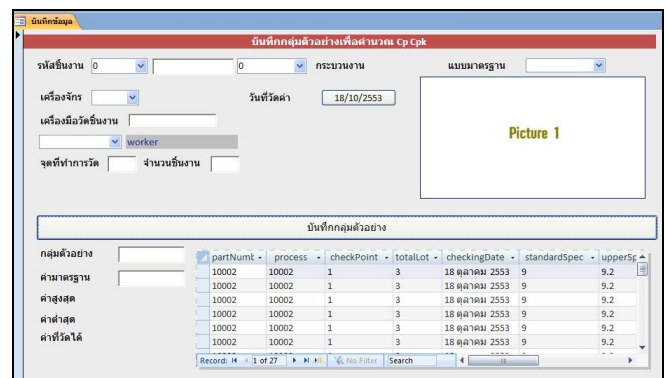 บันทึกข้อมูล
บันทึกกลุ่มตัวอย่างเพื่อคำนวณ Cp Cpk
รหัสชิ้นงาน 0 0 กระบวนงาน แบบมาตรฐาน
เครื่องจักร วันที่วัดค่า 18/10/2553
เครื่องมือวัดชิ้นงาน
Picture 1
worker
จุดที่ทำการวัด จำนวนชิ้นงาน
บันทึกกลุ่มตัวอย่าง
กลุ่มตัวอย่าง
ค่ามาตรฐาน
ค่าสูงสุด
ค่าต่ำสุด
ค่าที่วัดได้
partNumb process checkPoint totalLot checkingDate standardSpec upperSp
10002 10002 1 3 18 ตุลาคม 2553 9 9.2
10002 10002 1 3 18 ตุลาคม 2553 9 9.2
10002 10002 1 3 18 ตุลาคม 2553 9 9.2
10002 10002 1 3 18 ตุลาคม 2553 9 9.2
10002 10002 1 3 18 ตุลาคม 2553 9 9.2
10002 10002 1 3 18 ตุลาคม 2553 9 9.2
Record: 1 of 27 No Filter Search